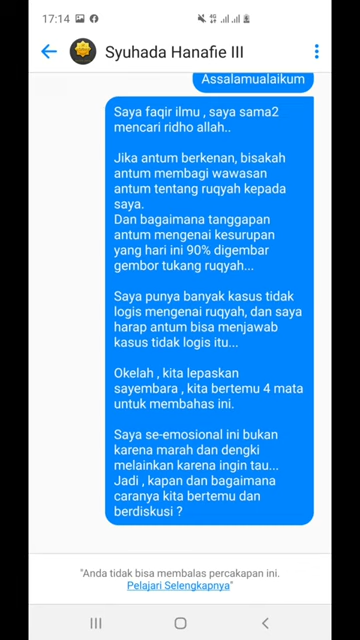 17:14
Syuhada Hanafie III
Assalamualaikum
Saya faqir ilmu , saya sama2
mencari ridho allah..
Jika antum berkenan, bisakah
antum membagi wawasan
antum tentang ruqyah kepada
saya.
Dan bagaimana tanggapan
antum mengenai kesurupan
yang hari ini 90% digembar
gembor tukang ruqyah...
Saya punya banyak kasus tidak
logis mengenai ruqyah, dan saya
harap antum bisa menjawab
kasus tidak logis itu...
Okelah , kita lepaskan
sayembara , kita bertemu 4 mata
untuk membahas ini.
Saya se-emosional ini bukan
karena marah dan dengki
melainkan karena ingin tau...
Jadi , kapan dan bagaimana
caranya kita bertemu dan
berdiskusi ?
"Anda tidak bisa membalas percakapan ini.
Pelajari Selengkapnya"